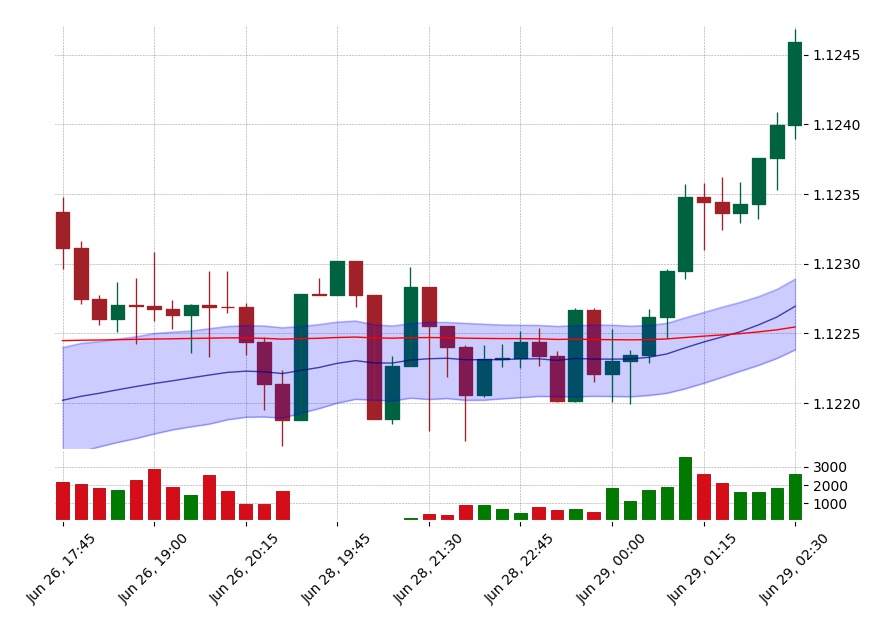 1.1245
1.1240
1.1235
1.1230
1.1225
1.1220
3000
2000
1000
Jun 26, 17:45
Jun 26, 19:00
Jun 26, 20:15
Jun 28, 19:45
Jun 28, 21:30
Jun 28, 22:45
Jun 29, 00:00
Jun 29, 01:15
Jun 29, 02:30